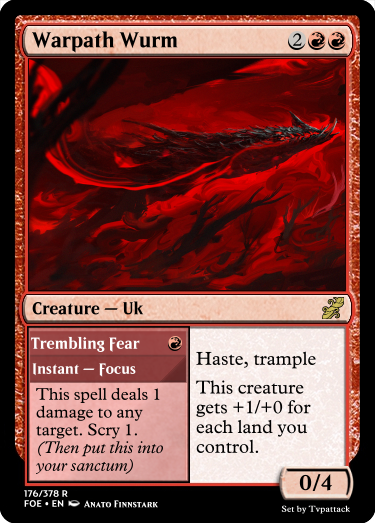 Warpath Wurm 2
Creature — Uk
Trembling Fear
Instant — Focus
This spell deals 1
damage to any
target. Scry 1.
(Then put this into
your sanctum)
Haste, trample
This creature
gets +1/+0 for
each land you
control.
0/4
176/378 R
FOE • EN Anato Finnstark
Set by Tvpattack